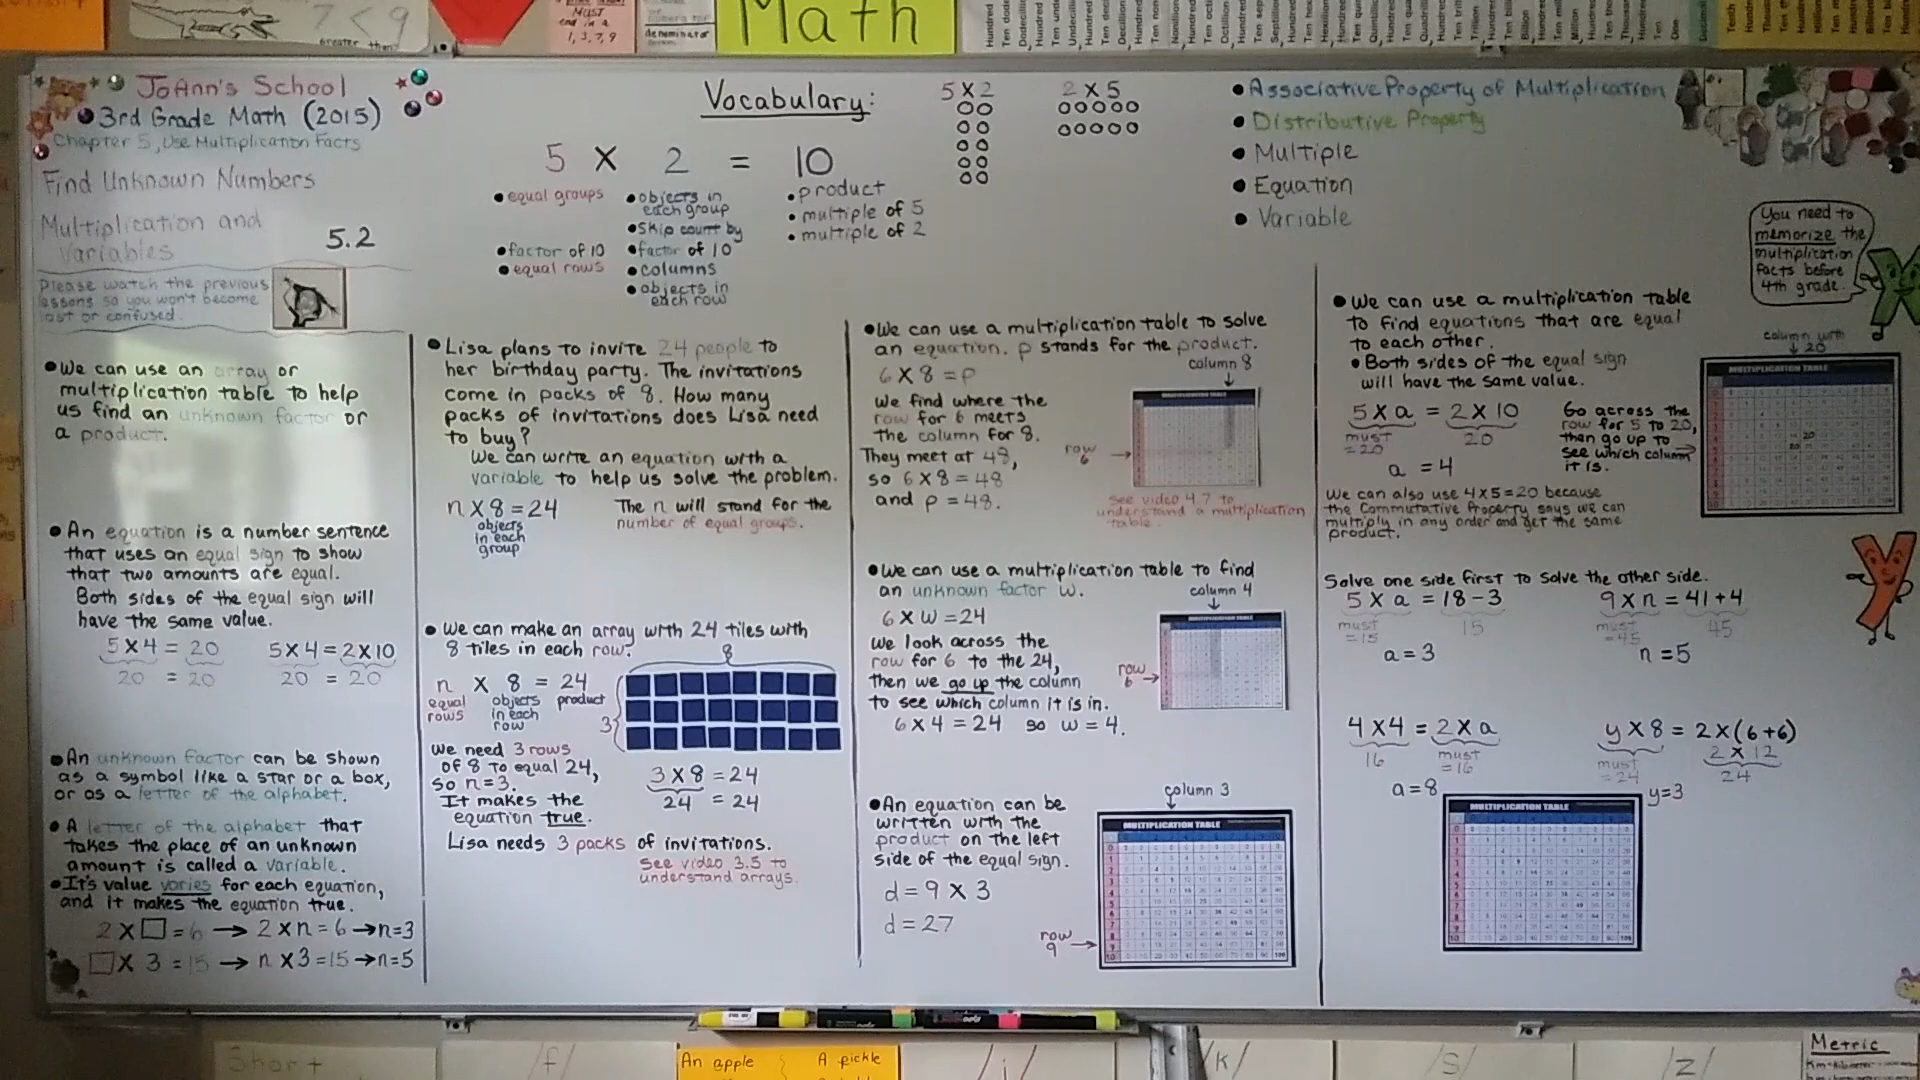 7 < 9
greater than
MUST
end in a
1, 3, 7, 9
denominator
Math
JoAnn's School
3rd Grade Math (2015)
Chapter 5, Use Multiplication Facts
Find Unknown Numbers
Multiplication and
Variables
5.2
Please watch the previous
lessons so you won't become
lost or confused.
Vocabulary:
5 X 2 = 10
• equal groups
• factor of 10
• equal rows
• objects in
each group
• Skip count by
• factor of 10
• columns
• objects in
each row
• product
• multiple of 5
• multiple of 2
5 X 2
2 X 5
• Associative Property of Multiplication
• Distributive Property
• Multiple
• Equation
• Variable
You need to
memorize the
multiplication
facts before
4th grade.
• We can use an array or
multiplication table to help
us find an unknown factor or
a product.
• An equation is a number sentence
that uses an equal sign to show
that two amounts are equal.
Both sides of the equal sign will
have the same value.
5 X 4 = 20
20 = 20
5 X 4 = 2 X 10
20 = 20
• An unknown factor can be shown
as a symbol like a star or a box,
or as a letter of the alphabet.
• A letter of the alphabet that
takes the place of an unknown
amount is called a variable.
• It's value varies for each equation,
and it makes the equation true.
2 X □ = 6 → 2 X n = 6 → n=3
□ X 3 = 15 → n X 3 = 15 → n=5
• Lisa plans to invite 24 people to
her birthday party. The invitations
come in packs of 8. How many
packs of invitations does Lisa need
to buy?
We can write an equation with a
variable to help us solve the problem.
n X 8 = 24
objects
in each
group
The n will stand for the
number of equal groups.
• We can make an array with 24 tiles with
8 tiles in each row.
8
n X 8 = 24
equal
rows
objects
in each
row
product
3
We need 3 rows
of 8 to equal 24,
so n=3.
It makes the
equation true.
3 X 8 = 24
24 = 24
Lisa needs 3 packs of invitations.
See video 3.5 to
understand arrays.
• We can use a multiplication table to solve
an equation. p stands for the product.
6 X 8 = p
column 8
We find where the
row for 6 meets
the column for 8.
They meet at 48,
so 6 X 8 = 48
and p = 48.
row
6
MULTIPLICATION TABLE
See video 4.7 to
understand a multiplication
table.
• We can use a multiplication table to find
an unknown factor w.
column 4
6 X w = 24
We look across the
row for 6 to the 24,
then we go up the column
to see which column it is in.
6 X 4 = 24 so w = 4.
row
6
MULTIPLICATION TABLE
• An equation can be
written with the
product on the left
side of the equal sign.
d = 9 X 3
d = 27
column 3
row
9
MULTIPLICATION TABLE
• We can use a multiplication table
to find equations that are equal
to each other.
• Both sides of the equal sign
will have the same value.
5 X a = 2 X 10
must
= 20
20
a = 4
Go across the
row for 5 to 20,
then go up to
see which column
it is.
column with
20
MULTIPLICATION TABLE
We can also use 4 X 5 = 20 because
the Commutative Property says we can
multiply in any order and get the same
product.
Solve one side first to solve the other side.
5 X a = 18 - 3
must
= 15
15
a = 3
9 X n = 41 + 4
must
= 45
45
n = 5
4 X 4 = 2 X a
16
must
= 16
a = 8
y X 8 = 2 X (6+6)
must
= 24
2 X 12
24
y=3
MULTIPLICATION TABLE
Short
/f/
An apple
A pickle
/j/
/k/
/s/
/z/
Metric